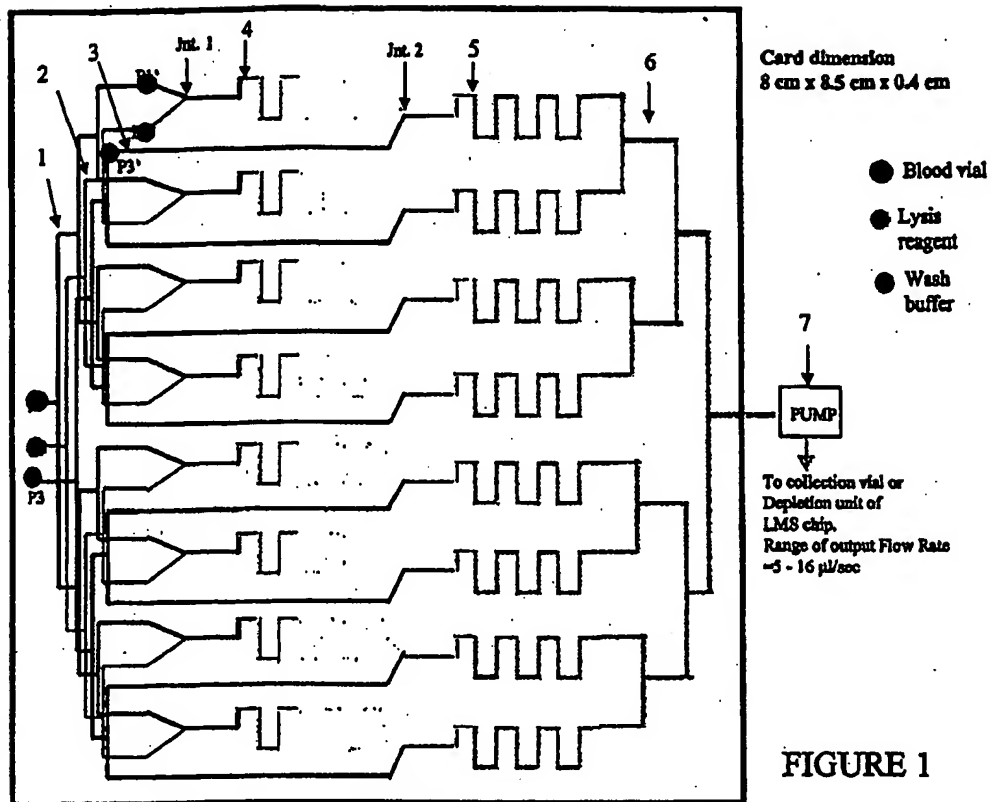 1
2
3
Jnt. 1
4
Jnt. 2
5
6
P3'
P3
Card dimension
8 cm x 8.5 cm x 0.4 cm
Blood vial
Lysis
reagent
Wash
buffer
7
PUMP
To collection vial or
Depletion unit of
LMS chip.
Range of output Flow Rate
=5 - 16 µl/sec
FIGURE 1